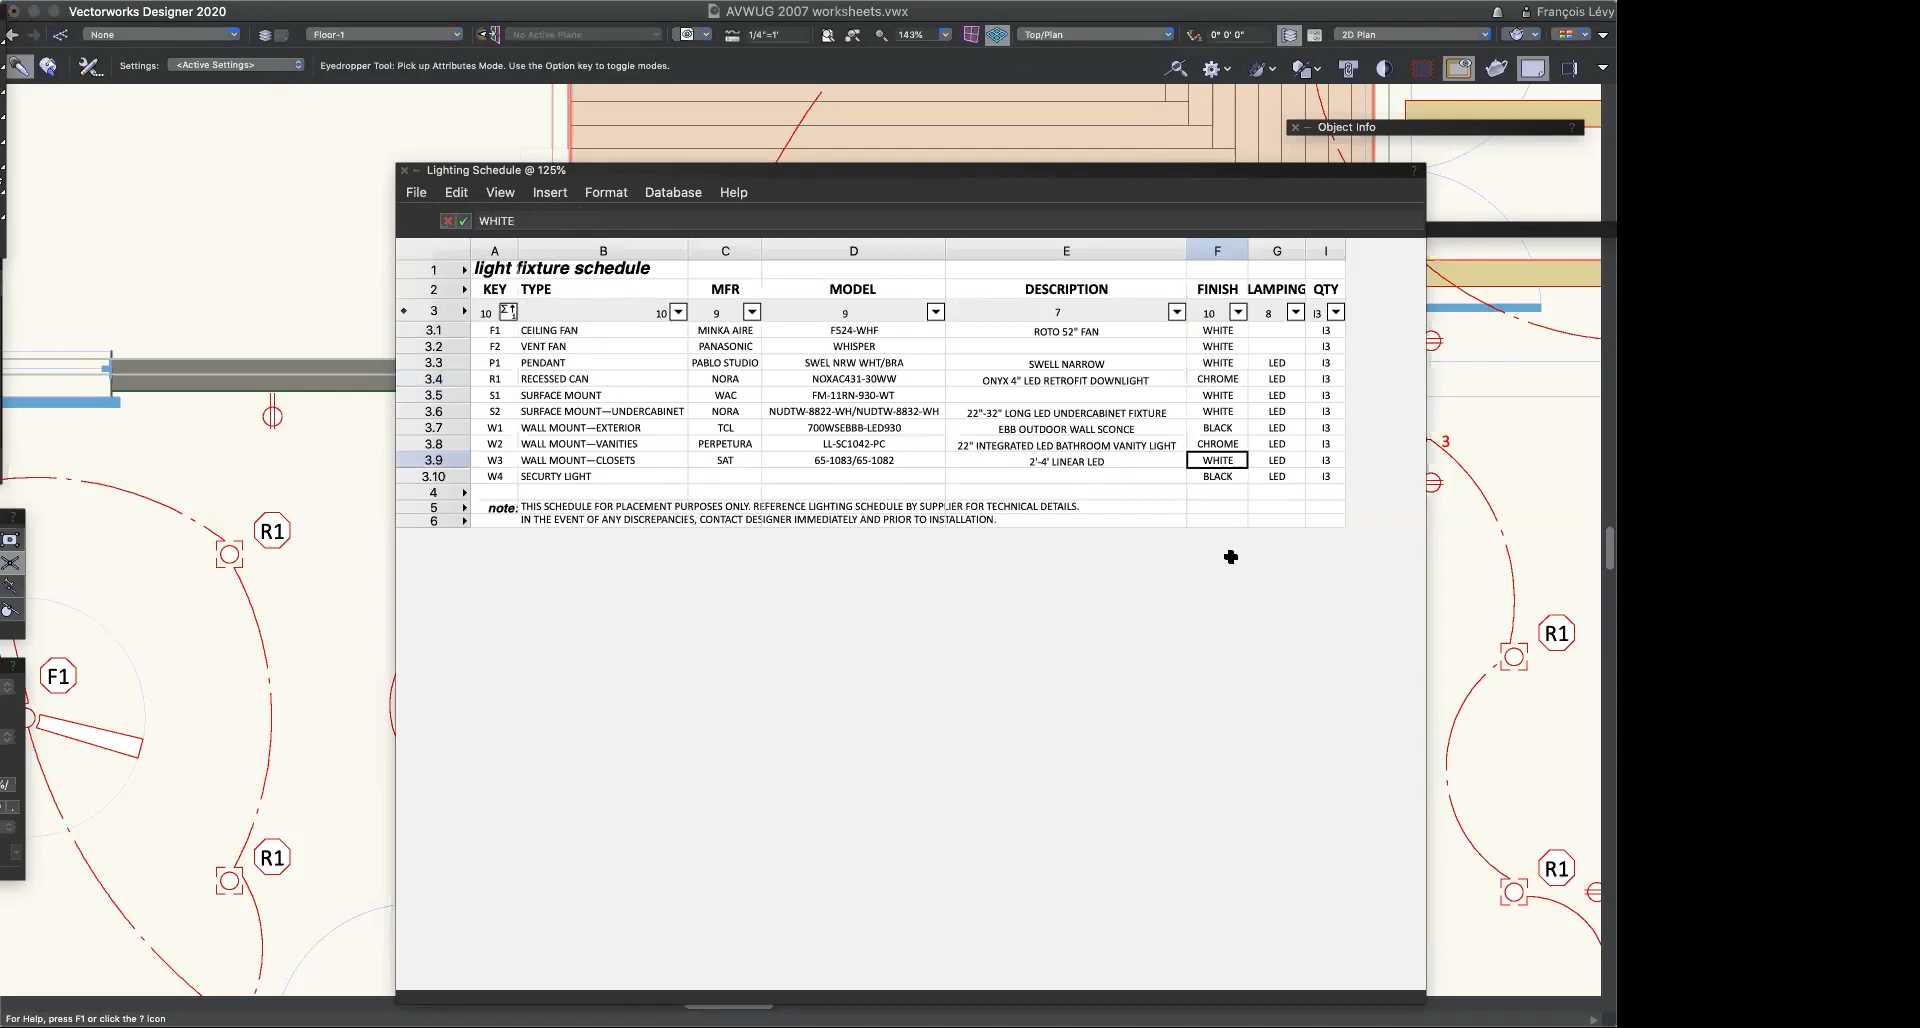 Vectorworks Designer 2020
AVWUG 2007 worksheets.vwx
François Lévy
None
Floor-1
No Active Plane
1/4"=1'
143%
Top/Plan
0° 0' 0"
2D Plan
Settings:
<Active Settings>
Eyedropper Tool: Pick up Attributes Mode. Use the Option key to toggle modes.
Object Info
?
Lighting Schedule @ 125%
?
File Edit View Insert Format Database Help
WHITE
A B C D E F G I
1 light fixture schedule
2 KEY TYPE MFR MODEL DESCRIPTION FINISH LAMPING QTY
3 10 10 9 9 7 10 8 I3
3.1 F1 CEILING FAN MINKA AIRE F524-WHF ROTO 52" FAN WHITE I3
3.2 F2 VENT FAN PANASONIC WHISPER WHITE I3
3.3 P1 PENDANT PABLO STUDIO SWEL NRW WHT/BRA SWELL NARROW WHITE LED I3
3.4 R1 RECESSED CAN NORA NOXAC431-30WW ONYX 4" LED RETROFIT DOWNLIGHT CHROME LED I3
3.5 S1 SURFACE MOUNT WAC FM-11RN-930-WT WHITE LED I3
3.6 S2 SURFACE MOUNT—UNDERCABINET NORA NUDTW-8822-WH/NUDTW-8832-WH 22"-32" LONG LED UNDERCABINET FIXTURE WHITE LED I3
3.7 W1 WALL MOUNT—EXTERIOR TCL 700WSEBBB-LED930 EBB OUTDOOR WALL SCONCE BLACK LED I3
3.8 W2 WALL MOUNT—VANITIES PERPETURA LL-SC1042-PC 22" INTEGRATED LED BATHROOM VANITY LIGHT CHROME LED I3
3.9 W3 WALL MOUNT—CLOSETS SAT 65-1083/65-1082 2'-4' LINEAR LED WHITE LED I3
3.10 W4 SECURTY LIGHT BLACK LED I3
4
5 note: THIS SCHEDULE FOR PLACEMENT PURPOSES ONLY. REFERENCE LIGHTING SCHEDULE BY SUPPLIER FOR TECHNICAL DETAILS.
6 IN THE EVENT OF ANY DISCREPANCIES, CONTACT DESIGNER IMMEDIATELY AND PRIOR TO INSTALLATION.
3
R1
R1
F1
R1
R1
For Help, press F1 or click the ? icon